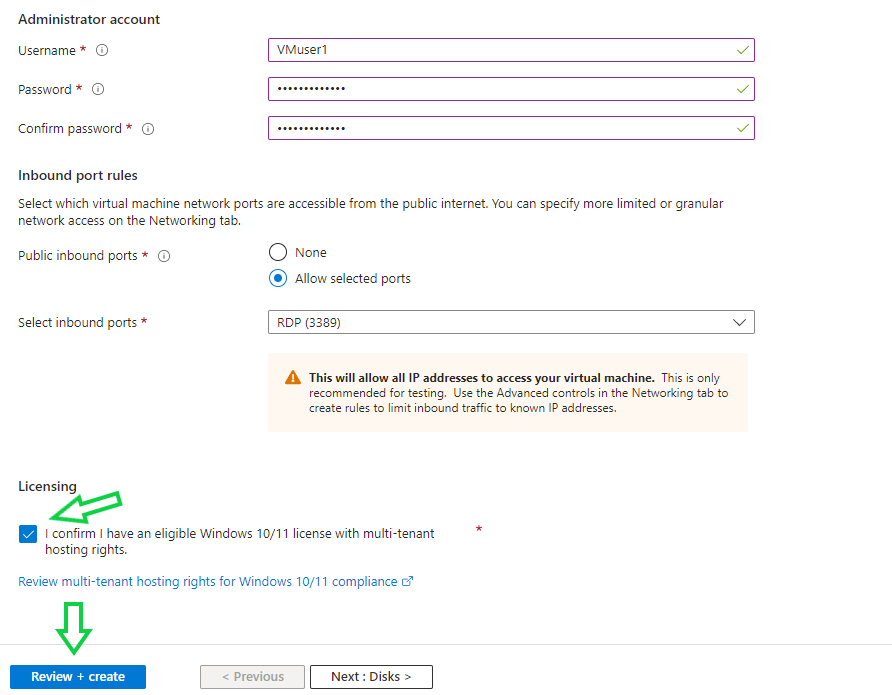 Administrator account
Username *
VMuser1
Password *
•••••••••••••
Confirm password *
•••••••••••••
Inbound port rules
Select which virtual machine network ports are accessible from the public internet. You can specify more limited or granular
network access on the Networking tab.
Public inbound ports *
None
Allow selected ports
Select inbound ports *
RDP (3389)
This will allow all IP addresses to access your virtual machine. This is only
recommended for testing. Use the Advanced controls in the Networking tab to
create rules to limit inbound traffic to known IP addresses.
Licensing
I confirm I have an eligible Windows 10/11 license with multi-tenant *
hosting rights.
Review multi-tenant hosting rights for Windows 10/11 compliance
Review + create
< Previous
Next : Disks >